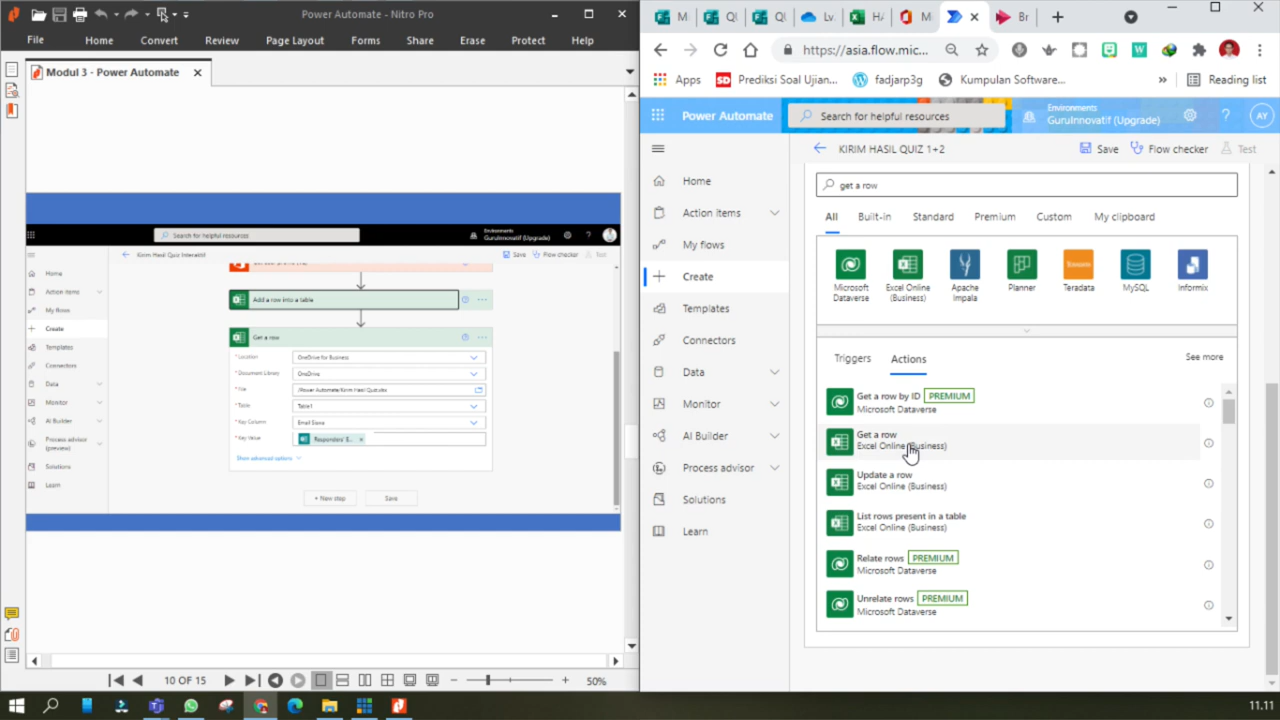 Power Automate - Nitro Pro
File
Home
Convert
Review
Page Layout
Forms
Share
Erase
Protect
Help
Modul 3 - Power Automate
Search for helpful resources
Environments
GuruInnovatif (Upgrade)
Kirim Hasil Quiz Interaktif
Save
Flow checker
Test
Home
Action items
My flows
Create
Templates
Connectors
Data
Monitor
AI Builder
Process advisor
(preview)
Solutions
Learn
Add a row into a table
Get a row
* Location
OneDrive for Business
* Document Library
OneDrive
* File
* Table
Table1
* Key Column
Email Siswa
* Key Value
Responders' E...
Show advanced options
+ New step
Save
10 OF 15
50%
https://asia.flow.mic...
Apps
Prediksi Soal Ujian...
fadjarp3g
Kumpulan Software...
Reading list
Power Automate
Search for helpful resources
Environments
GuruInnovatif (Upgrade)
AY
KIRIM HASIL QUIZ 1+2
Save
Flow checker
Test
Home
Action items
My flows
Create
Templates
Connectors
Data
Monitor
AI Builder
Process advisor
Solutions
Learn
get a row
All
Built-in
Standard
Premium
Custom
My clipboard
Microsoft
Dataverse
Excel Online
(Business)
Apache
Impala
Planner
Teradata
MySQL
Informix
Triggers
Actions
See more
Get a row by ID PREMIUM
Microsoft Dataverse
Get a row
Excel Online (Business)
Update a row
Excel Online (Business)
List rows present in a table
Excel Online (Business)
Relate rows PREMIUM
Microsoft Dataverse
Unrelate rows PREMIUM
Microsoft Dataverse
11.11